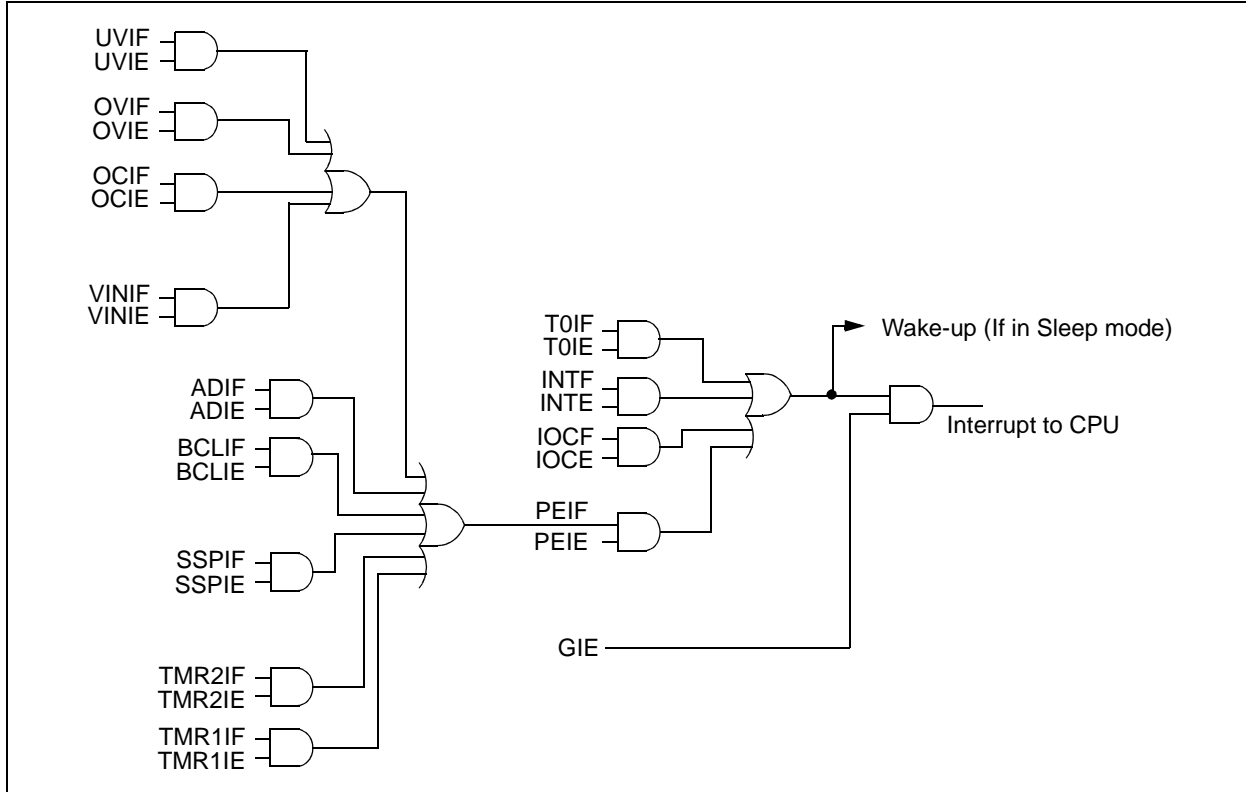 UVIF
UVIE
OVIF
OVIE
OCIF
OCIE
VINIF
VINIE
ADIF
ADIE
BCLIF
BCLIE
SSPIF
SSPIE
TMR2IF
TMR2IE
TMR1IF
TMR1IE
T0IF
T0IE
INTF
INTE
IOCF
IOCE
PEIF
PEIE
GIE
Wake-up (If in Sleep mode)
Interrupt to CPU